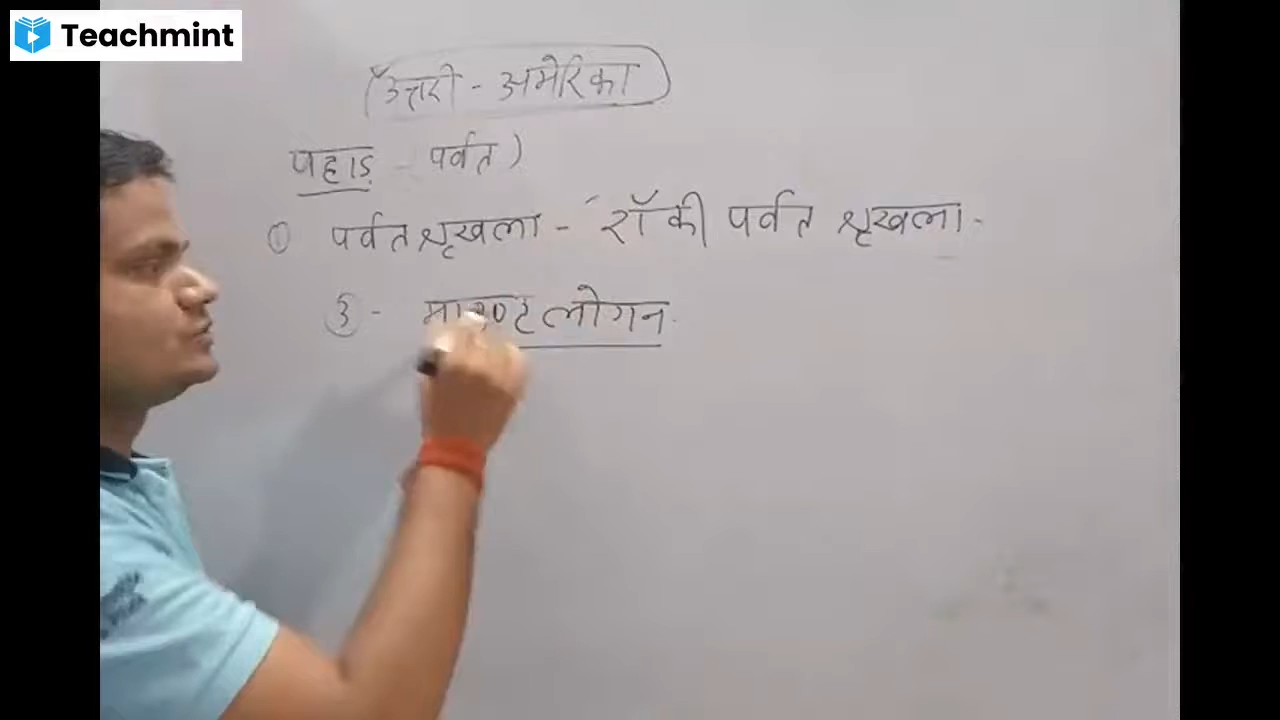 Teachmint
(उत्तरी - अमेरिका)
पहाड़ - पर्वत)
① पर्वत श्रृखला - रॉकी पर्वत श्रृखला -
③ - माउण्ट लोगन